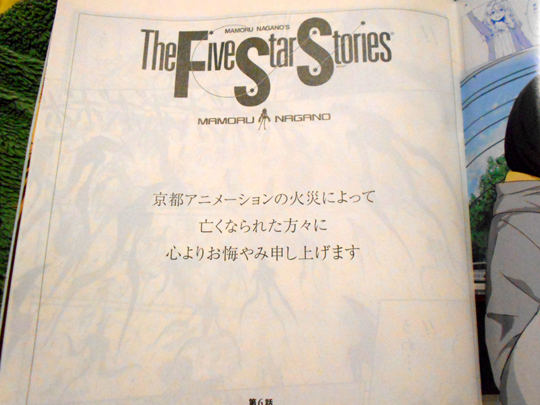 MAMORU NAGANO'S
The Five Star Stories
MAMORU NAGANO
京都アニメーションの火災によって
亡くなられた方々に
心よりお悔やみ申し上げます
第6話